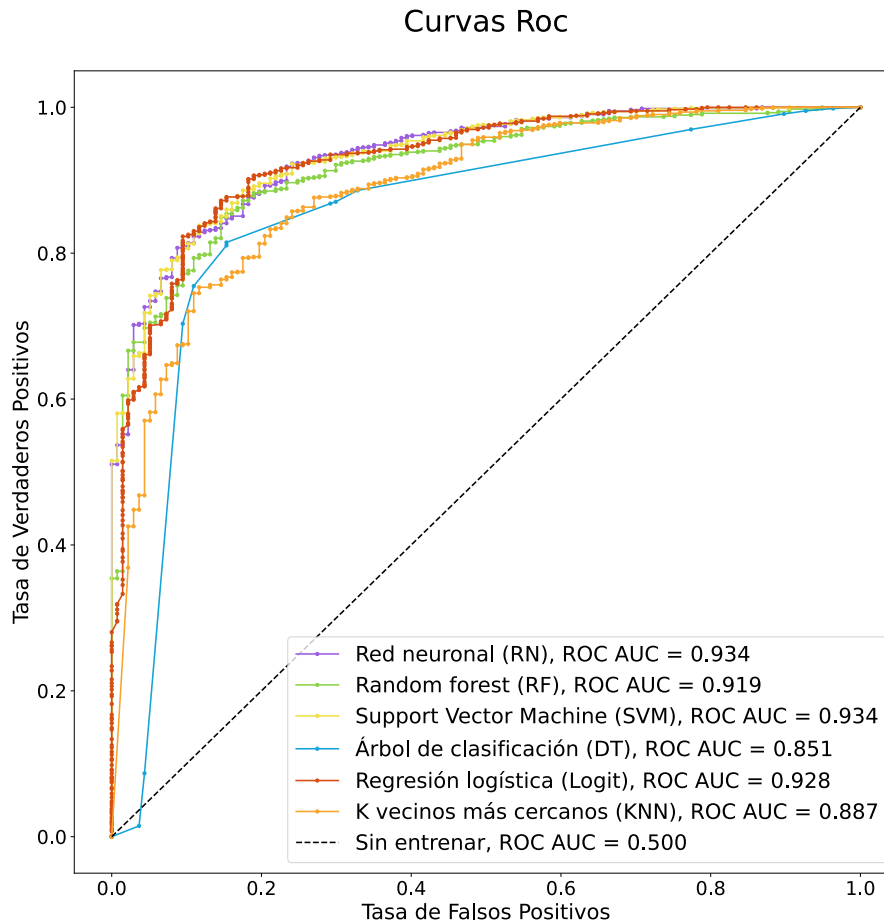 Curvas Roc
Tasa de Verdaderos Positivos
1.0
0.8
0.6
0.4
0.2
0.0
Red neuronal (RN), ROC AUC = 0.934
Random forest (RF), ROC AUC = 0.919
Support Vector Machine (SVM), ROC AUC = 0.934
Árbol de clasificación (DT), ROC AUC = 0.851
Regresión logística (Logit), ROC AUC = 0.928
K vecinos más cercanos (KNN), ROC AUC = 0.887
Sin entrenar, ROC AUC = 0.500
0.0 0.2 0.4 0.6 0.8 1.0
Tasa de Falsos Positivos